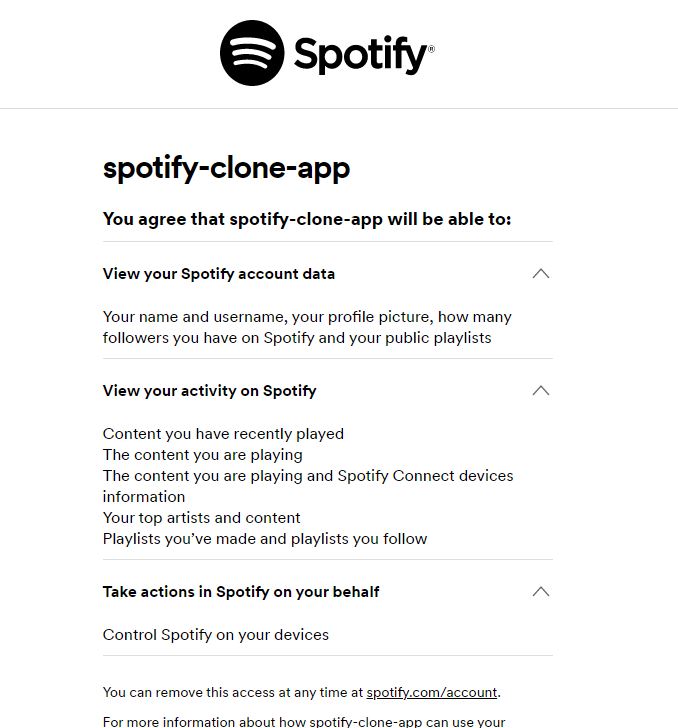 Spotify®
spotify-clone-app
You agree that spotify-clone-app will be able to:
View your Spotify account data
Your name and username, your profile picture, how many
followers you have on Spotify and your public playlists
View your activity on Spotify
Content you have recently played
The content you are playing
The content you are playing and Spotify Connect devices
information
Your top artists and content
Playlists you’ve made and playlists you follow
Take actions in Spotify on your behalf
Control Spotify on your devices
You can remove this access at any time at spotify.com/account.
For more information about how spotify-clone-app can use your